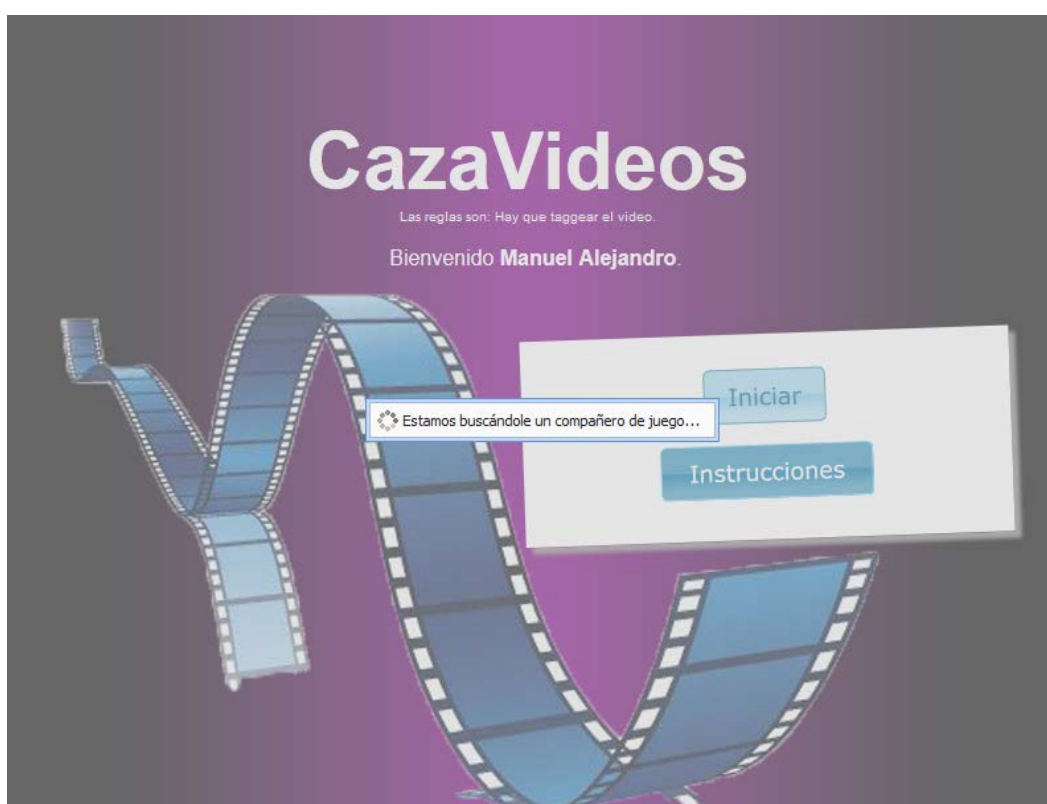 CazaVideos
Las reglas son: Hay que taggear el video.
Bienvenido Manuel Alejandro.
Iniciar
Estamos buscándole un compañero de juego...
Instrucciones